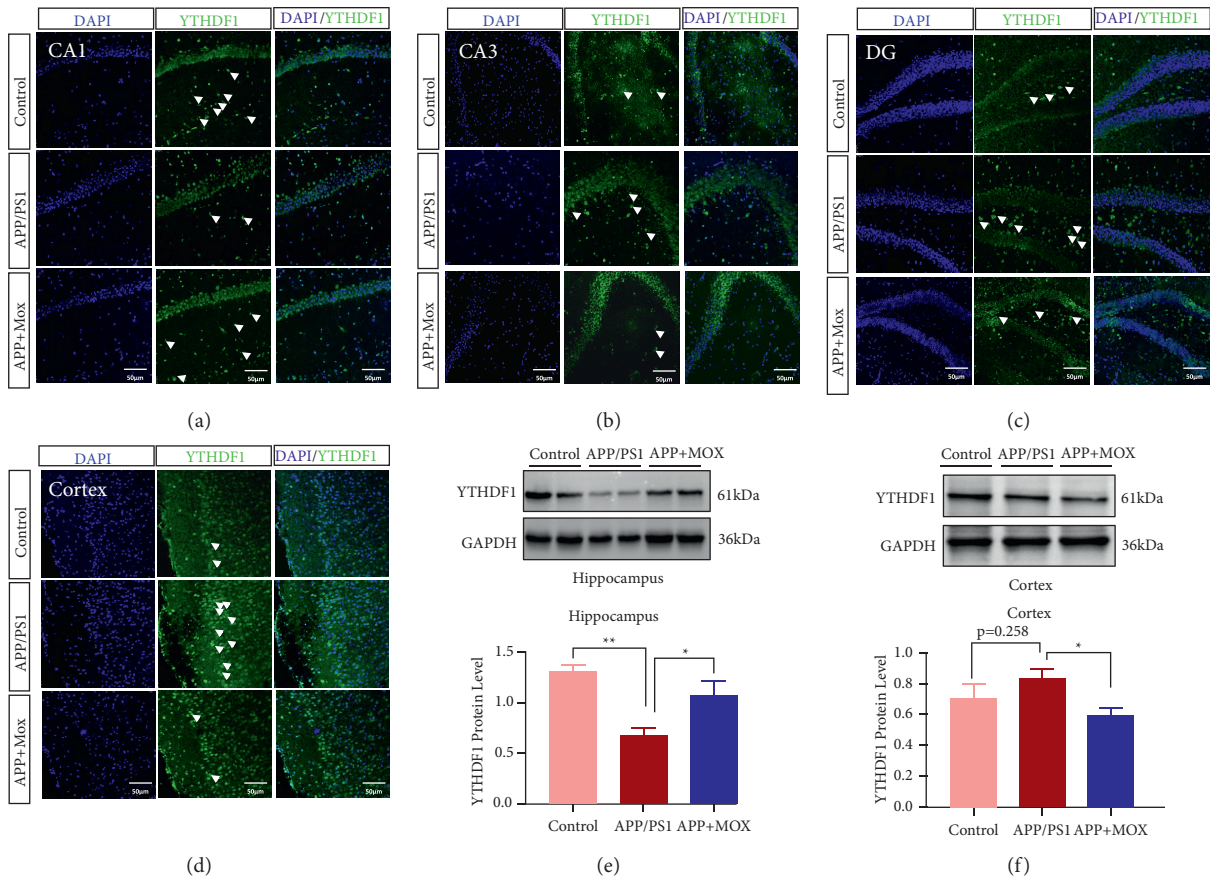 DAPI YTHDF1 DAPI/YTHDF1
CA1
Control
APP/PS1
APP+Mox
50μm 50μm 50μm
(a)
DAPI YTHDF1 DAPI/YTHDF1
CA3
Control
APP/PS1
APP+Mox
50μm 50μm 50μm
(b)
DAPI YTHDF1 DAPI/YTHDF1
DG
Control
APP/PS1
APP+Mox
50μm 50μm 50μm
(c)
DAPI YTHDF1 DAPI/YTHDF1
Cortex
Control
APP/PS1
APP+Mox
50μm 50μm 50μm
(d)
Control APP/PS1 APP+MOX
YTHDF1 61kDa
GAPDH 36kDa
Hippocampus
Hippocampus
** *
YTHDF1 Protein Level
1.5
1.0
0.5
0.0
Control APP/PS1 APP+MOX
(e)
Control APP/PS1 APP+MOX
YTHDF1 61kDa
GAPDH 36kDa
Cortex
Cortex
p=0.258 *
YTHDF1 Protein Level
1.0
0.8
0.6
0.4
0.2
0.0
Control APP/PS1 APP+MOX
(f)